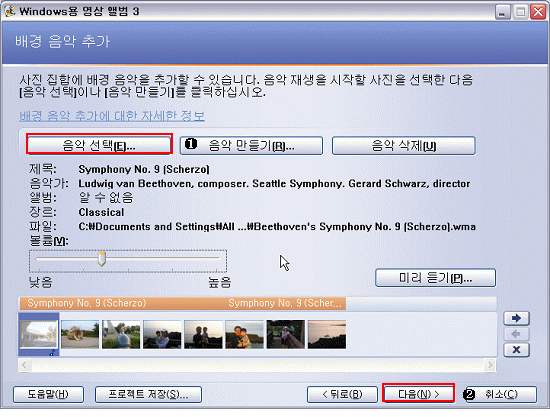 Windows용 명상 앨범 3
배경 음악 추가
사진 집합에 배경 음악을 추가할 수 있습니다. 음악 재생을 시작할 사진을 선택한 다음
[음악 선택]이나 [음악 만들기]를 클릭하십시오.
배경 음악 추가에 대한 자세한 정보
음악 선택(E)... ❶ 음악 만들기(R)... 음악 삭제(U)
제목: Symphony No. 9 (Scherzo)
음악가: Ludwig van Beethoven, composer. Seattle Symphony. Gerard Schwarz, director
앨범: 알 수 없음
장르: Classical
파일: C:\Documents and Settings\All ...\Beethoven's Symphony No. 9 (Scherzo).wma
볼륨(M):
낮음 높음
미리 듣기(P)...
Symphony No. 9 (Scherzo) Symphony No. 9 (Scher...
도움말(H) 프로젝트 저장(S)... < 뒤로(B) 다음(N) > ❷ 취소(C)